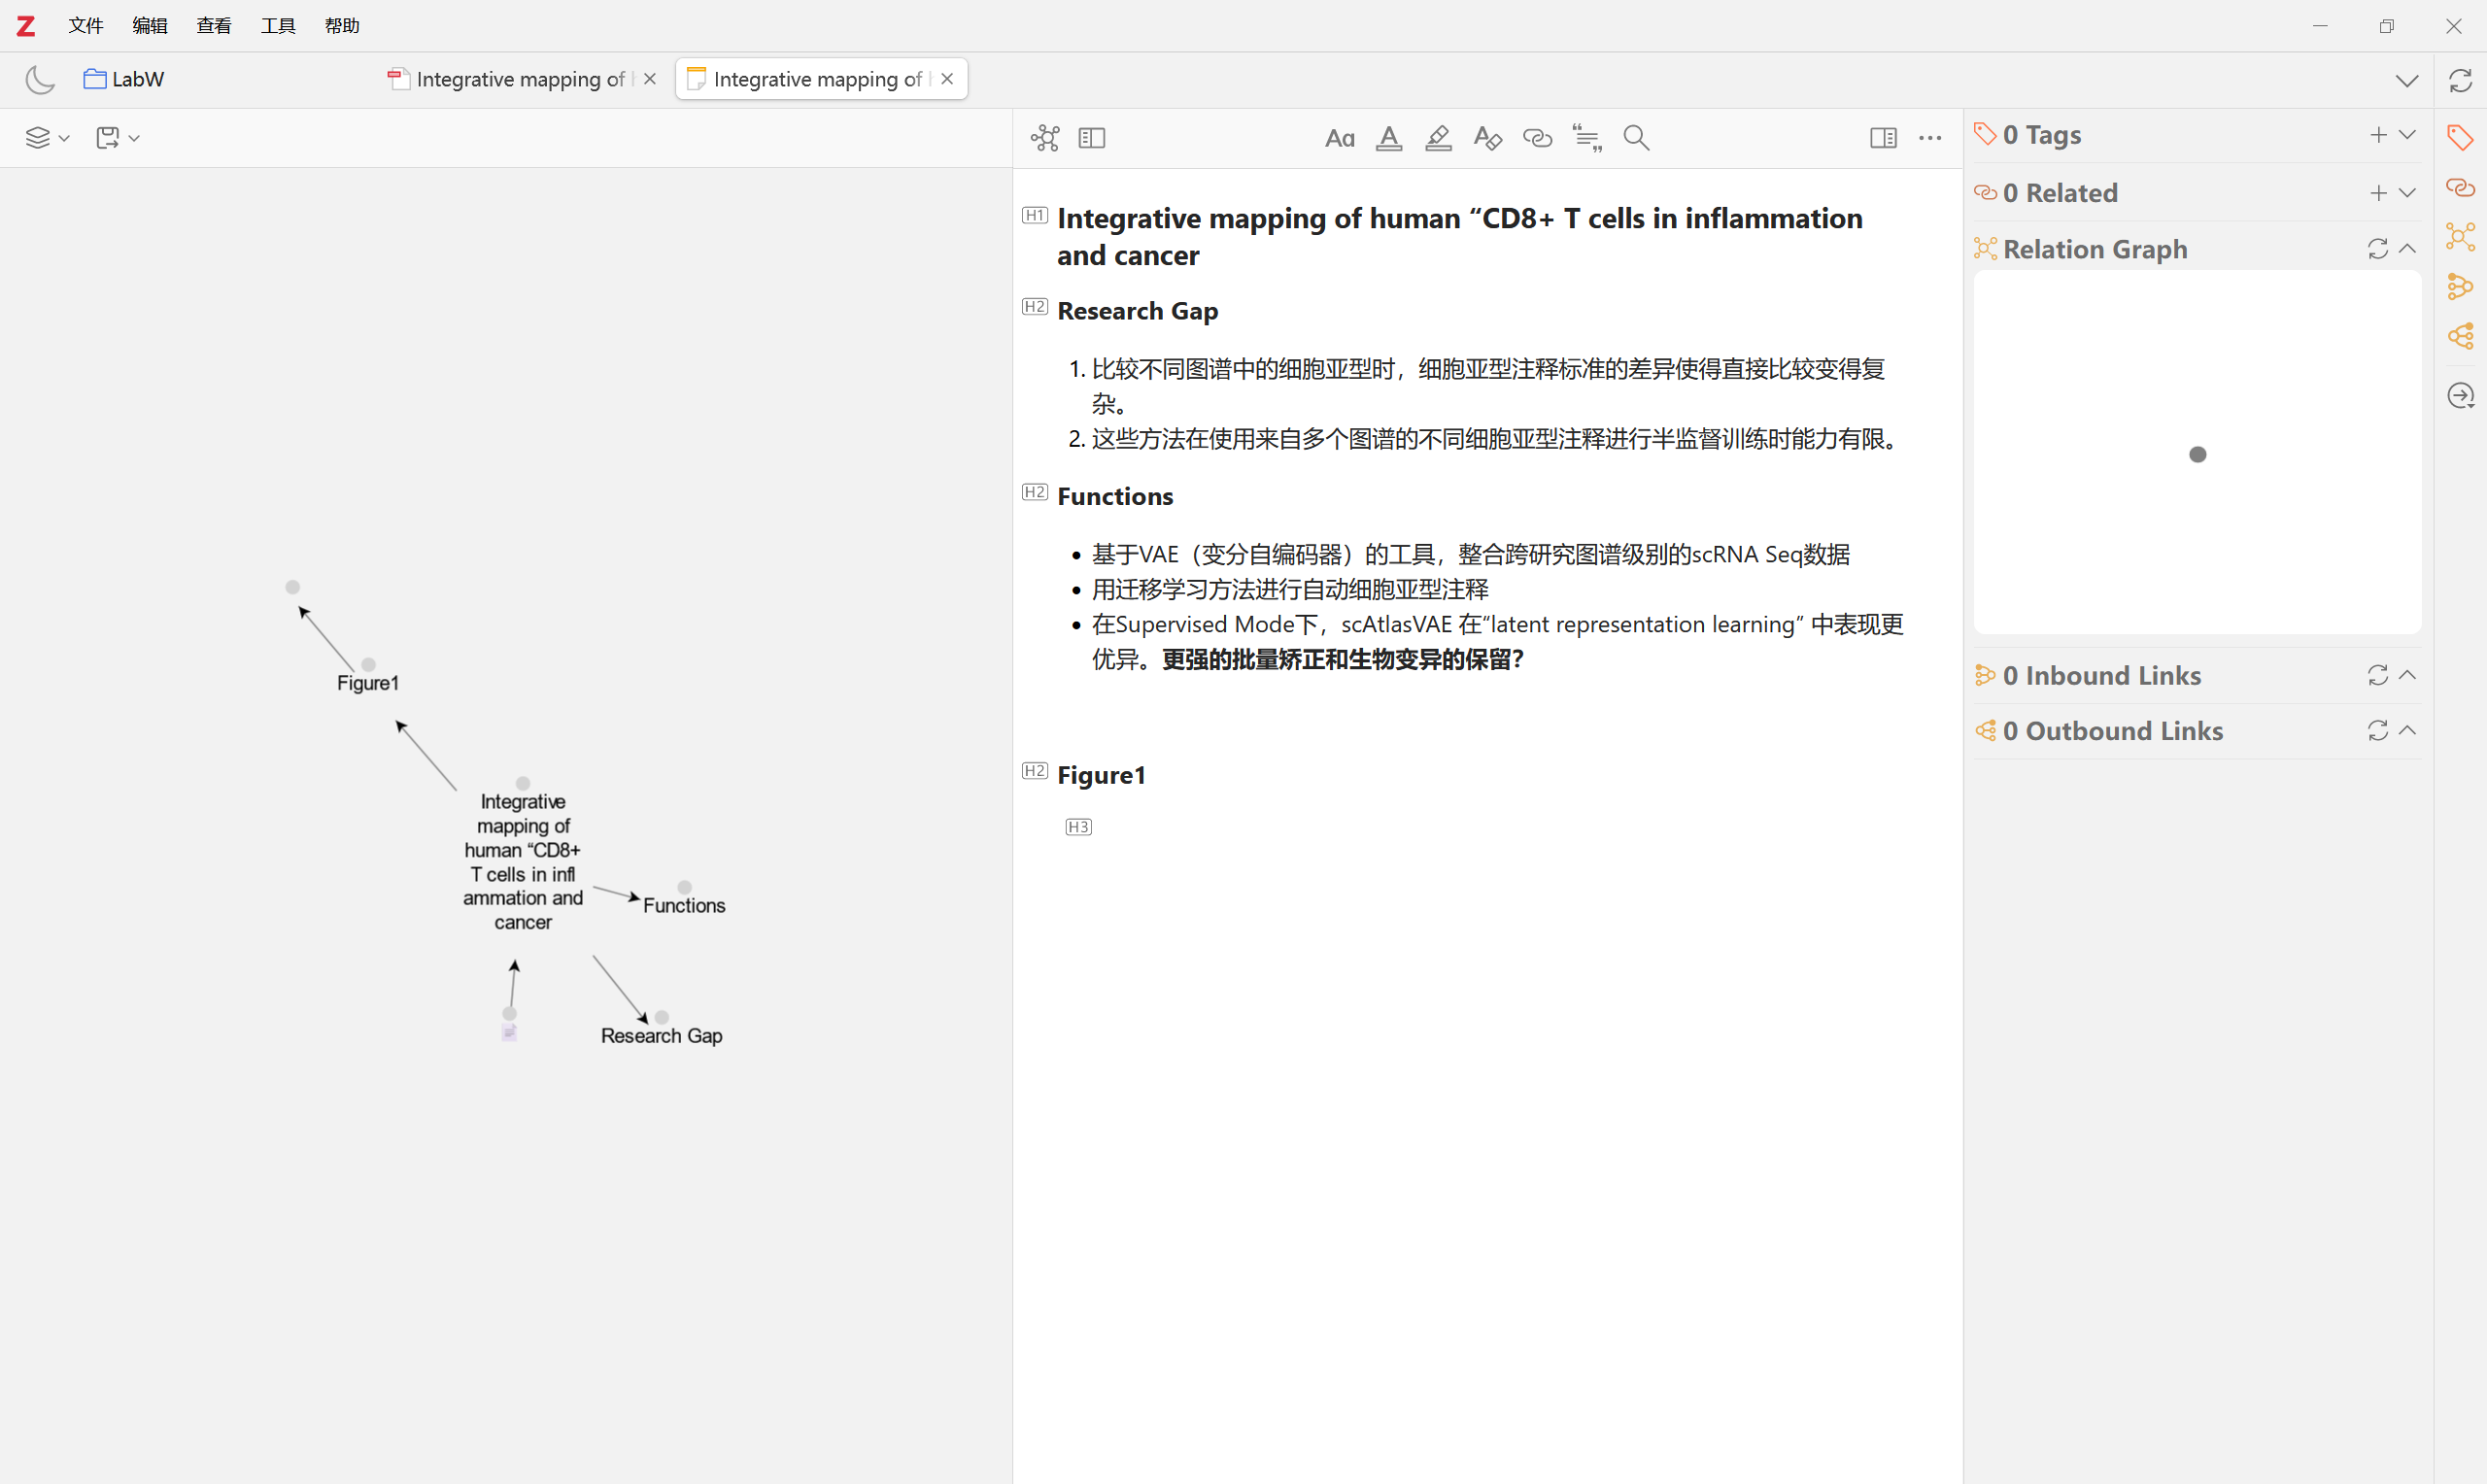 Z 文件 编辑 查看 工具 帮助
LabW Integrative mapping of Integrative mapping of
Figure1
Integrative
mapping of
human “CD8+
T cells in infl
ammation and
cancer
Functions
Research Gap
Aa
H1 Integrative mapping of human “CD8+ T cells in inflammation
and cancer
H2 Research Gap
1. 比较不同图谱中的细胞亚型时，细胞亚型注释标准的差异使得直接比较变得复
杂。
2. 这些方法在使用来自多个图谱的不同细胞亚型注释进行半监督训练时能力有限。
H2 Functions
• 基于VAE（变分自编码器）的工具，整合跨研究图谱级别的scRNA Seq数据
• 用迁移学习方法进行自动细胞亚型注释
• 在Supervised Mode下，scAtlasVAE 在“latent representation learning” 中表现更
优异。更强的批量矫正和生物变异的保留？
H2 Figure1
H3
0 Tags
0 Related
Relation Graph
0 Inbound Links
0 Outbound Links